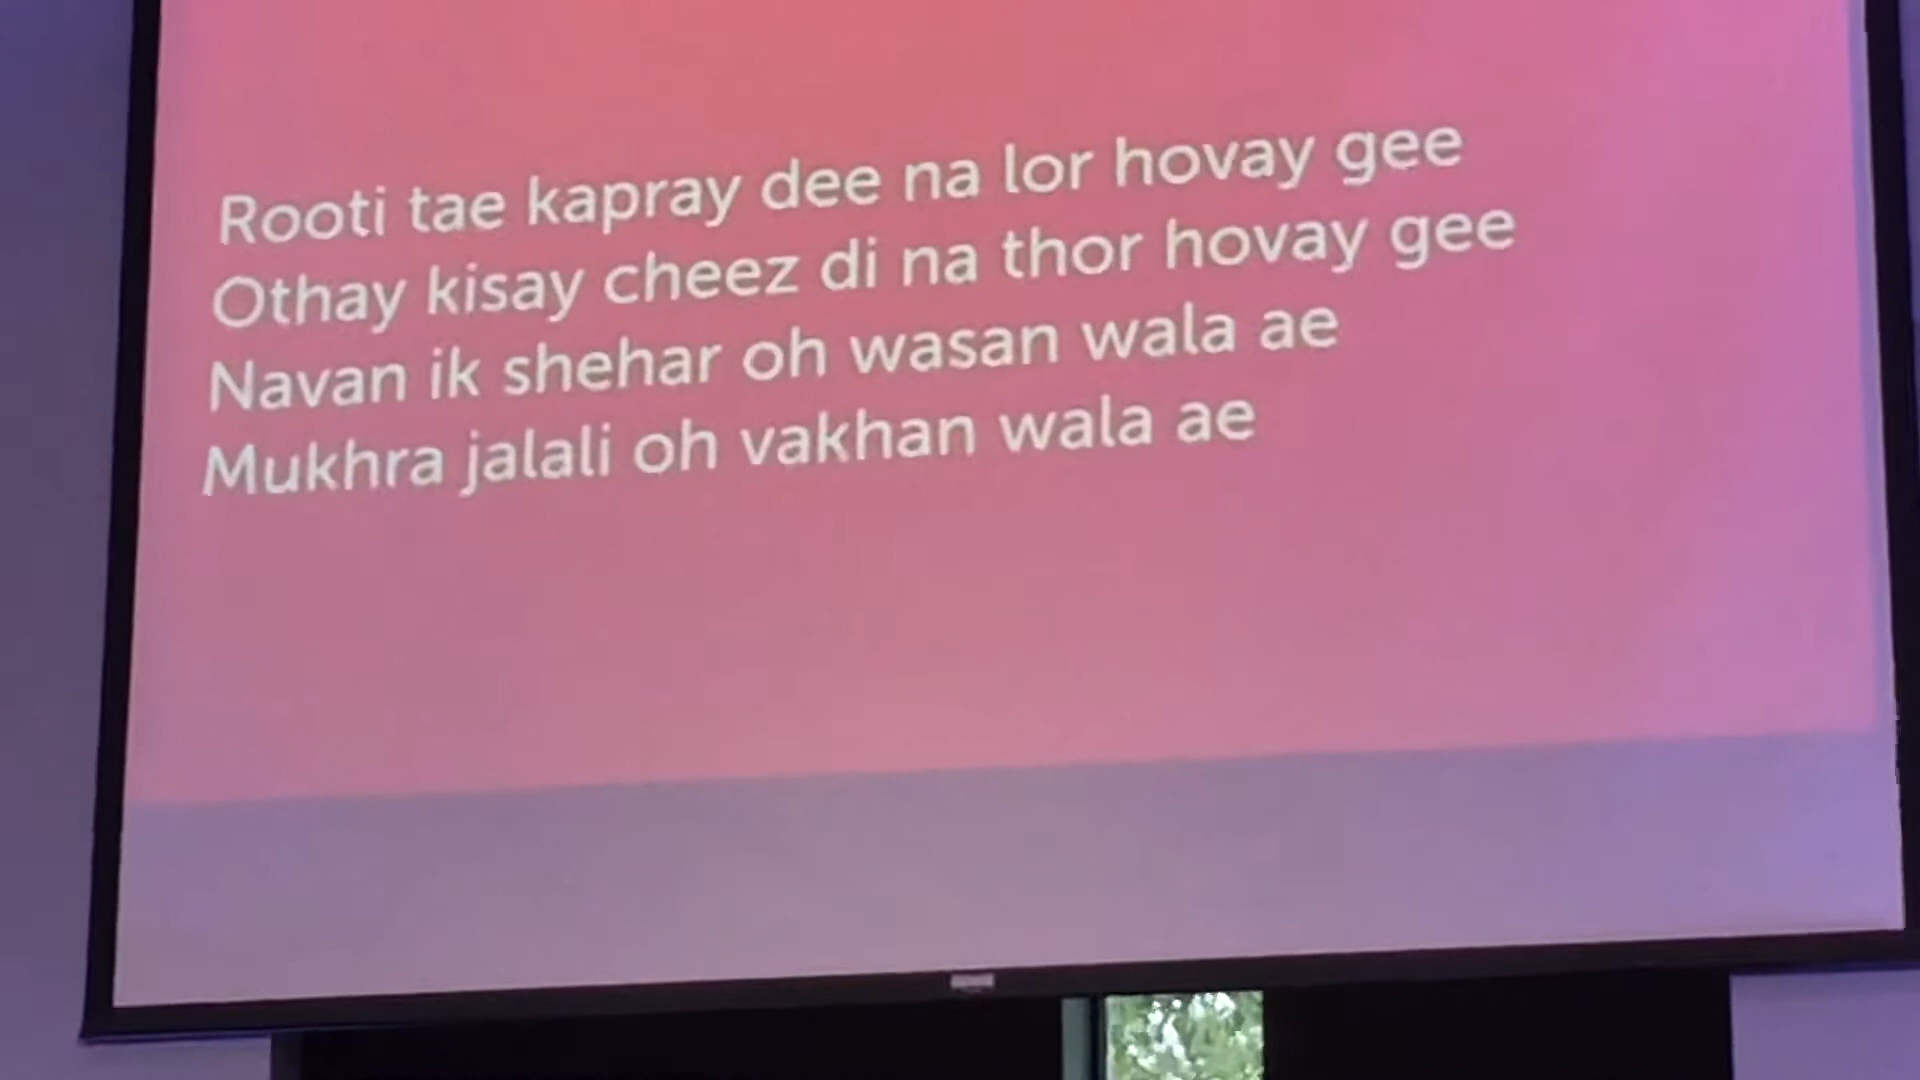 Rooti tae kapray dee na lor hovay gee
Othay kisay cheez di na thor hovay gee
Navan ik shehar oh wasan wala ae
Mukhra jalali oh vakhan wala ae